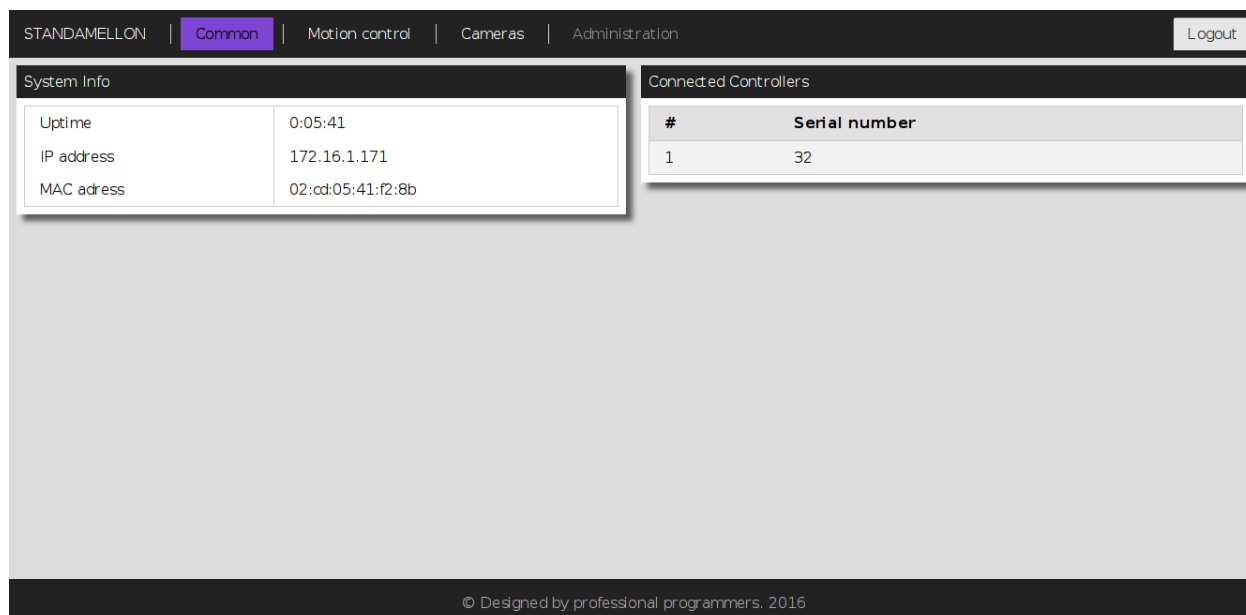 STANDAMELLON | Common | Motion control | Cameras | Administration Logout
System Info
Uptime 0:05:41
IP address 172.16.1.171
MAC adress 02:cd:05:41:f2:8b
Connected Controllers
# Serial number
1 32
© Designed by professional programmers. 2016